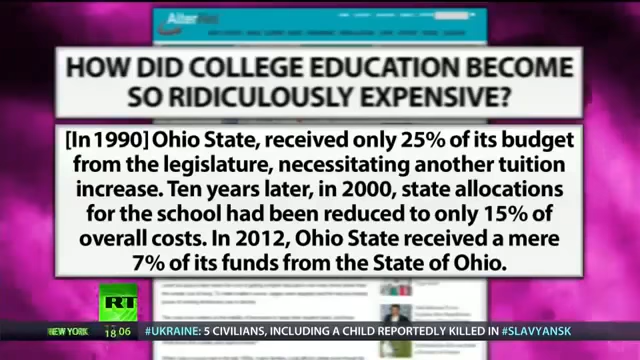 AlterNet
HOW DID COLLEGE EDUCATION BECOME
SO RIDICULOUSLY EXPENSIVE?
[In 1990] Ohio State, received only 25% of its budget
from the legislature, necessitating another tuition
increase. Ten years later, in 2000, state allocations
for the school had been reduced to only 15% of
overall costs. In 2012, Ohio State received a mere
7% of its funds from the State of Ohio.
RT
NEW YORK 18:06 #UKRAINE: 5 CIVILIANS, INCLUDING A CHILD REPORTEDLY KILLED IN #SLAVYANSK